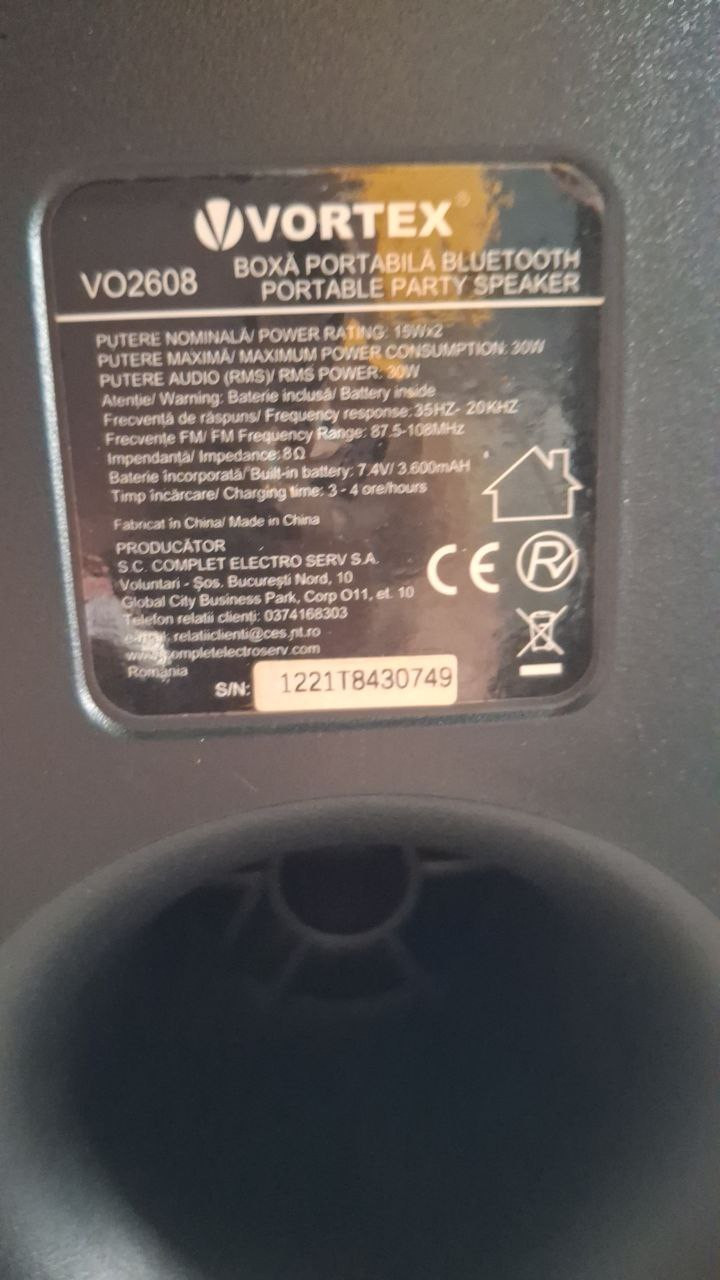 VORTEX®
VO2608
BOXĂ PORTABILĂ BLUETOOTH
PORTABLE PARTY SPEAKER
PUTERE NOMINALĂ/ POWER RATING: 15Wx2
PUTERE MAXIMĂ/ MAXIMUM POWER CONSUMPTION: 30W
PUTERE AUDIO (RMS)/ RMS POWER: 30W
Atenție/ Warning: Baterie inclusă/ Battery inside
Frecvență de răspuns/ Frequency response: 35HZ- 20KHZ
Frecvențe FM/ FM Frequency Range: 87.5-108MHz
Impendanță/ Impedance: 8Ω
Baterie încorporată/ Built-in battery: 7.4V/ 3.600mAH
Timp încărcare/ Charging time: 3 - 4 ore/hours
Fabricat în China/ Made in China
PRODUCĂTOR
S.C. COMPLET ELECTRO SERV S.A.
Voluntari - Șos. București Nord, 10
Global City Business Park, Corp O11, et. 10
Telefon relatii clienți: 0374168303
e-mail: relatiiclienti@ces.nt.ro
www.completelectroserv.com
România
CE
S/N: 1221T8430749